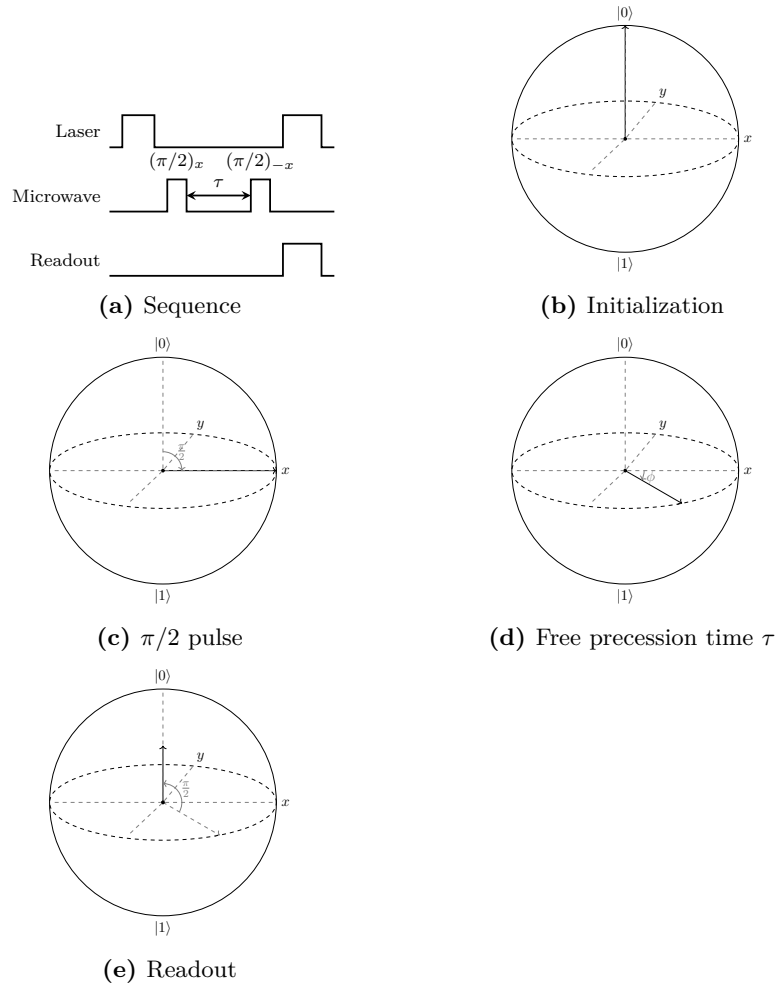 |0⟩
y
x
|1⟩
Laser
(π/2)ₓ (π/2)₋ₓ
τ
Microwave
Readout
(a) Sequence
(b) Initialization
|0⟩
y
π/2
x
|1⟩
|0⟩
y
x
ϕ
|1⟩
(c) π/2 pulse
(d) Free precession time τ
|0⟩
y
π/2
x
|1⟩
(e) Readout